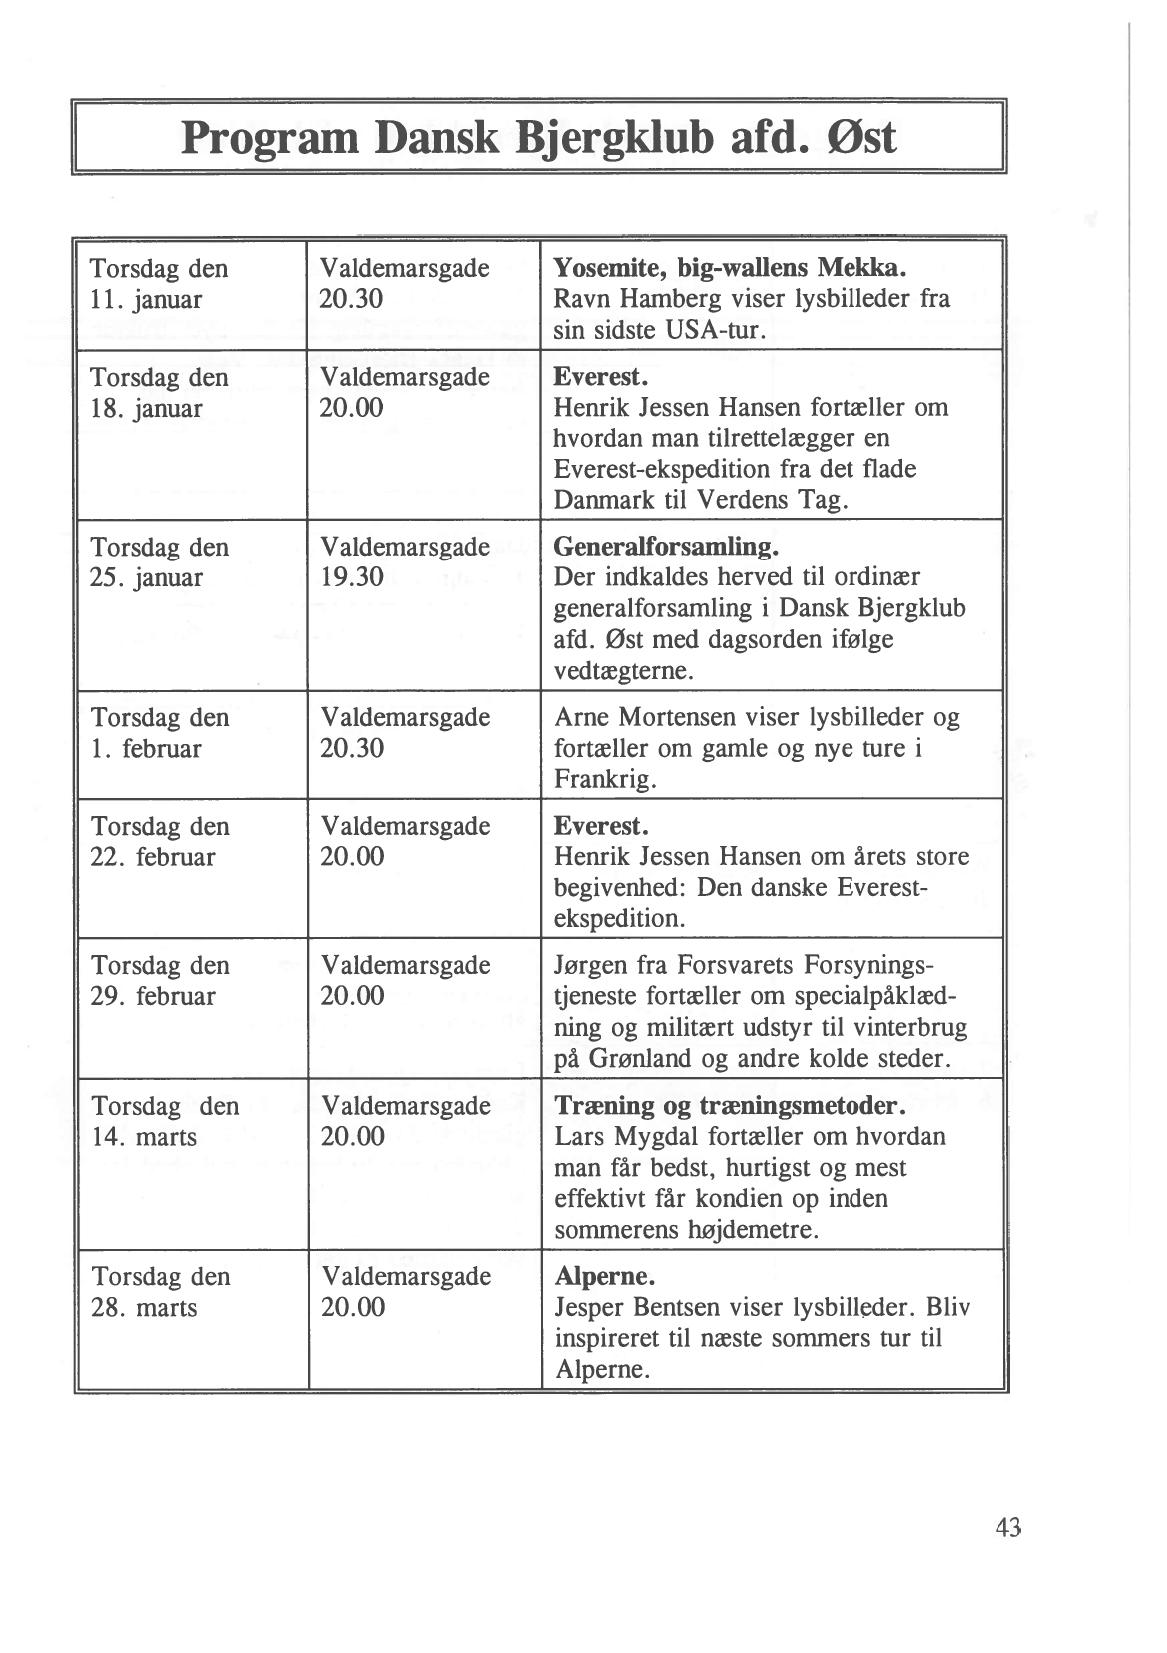 Program Dansk Bjergklub afd. Øst
Torsdag den
11. januar
Valdemarsgade
20.30
Yosemite, big-wallens Mekka.
Ravn Hamberg viser lysbilleder fra
sin sidste USA-tur.
Torsdag den
18. januar
Valdemarsgade
20.00
Everest.
Henrik Jessen Hansen fortæller om
hvordan man tilrettelægger en
Everest-ekspedition fra det flade
Danmark til Verdens Tag.
Torsdag den
25. januar
Valdemarsgade
19.30
Generalforsamling.
Der indkaldes herved til ordinær
generalforsamling i Dansk Bjergklub
afd. Øst med dagsorden ifølge
vedtægterne.
Torsdag den
1. februar
Valdemarsgade
20.30
Arne Mortensen viser lysbilleder og
fortæller om gamle og nye ture i
Frankrig.
Torsdag den
22. februar
Valdemarsgade
20.00
Everest.
Henrik Jessen Hansen om årets store
begivenhed: Den danske Everest-
ekspedition.
Torsdag den
29. februar
Valdemarsgade
20.00
Jørgen fra Forsvarets Forsynings-
tjeneste fortæller om specialpåklæd-
ning og militært udstyr til vinterbrug
på Grønland og andre kolde steder.
Torsdag den
14. marts
Valdemarsgade
20.00
Træning og træningsmetoder.
Lars Mygdal fortæller om hvordan
man får bedst, hurtigst og mest
effektivt får kondien op inden
sommerens højdemetre.
Torsdag den
28. marts
Valdemarsgade
20.00
Alperne.
Jesper Bentsen viser lysbilleder. Bliv
inspireret til næste sommers tur til
Alperne.
43